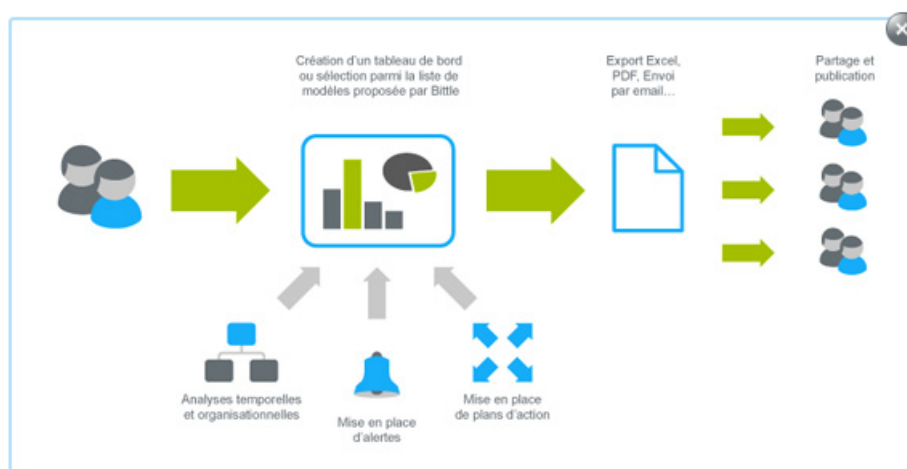 Création d'un tableau de bord
ou sélection parmi la liste de
modèles proposée par Bittle
Export Excel,
PDF, Envoi
par email...
Partage et
publication
Analyses temporelles
et organisationnelles
Mise en place
d'alertes
Mise en place
de plans d'action